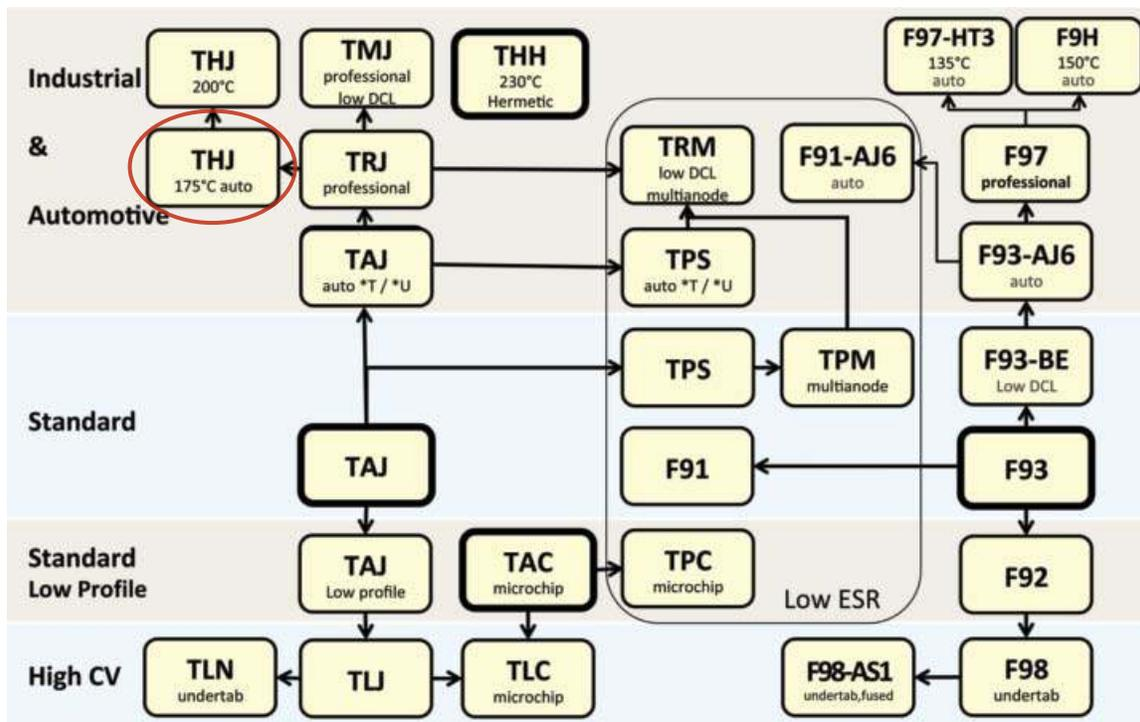 Industrial
&
Automotive
THJ
200°C
TMJ
professional
low DCL
THH
230°C
Hermetic
F97-HT3
135°C
auto
F9H
150°C
auto
THJ
175°C auto
TRJ
professional
TRM
low DCL
multianode
F91-AJ6
auto
F97
professional
TAJ
auto *T / *U
TPS
auto *T / *U
F93-AJ6
auto
Standard
TPS
TPM
multianode
F93-BE
Low DCL
TAJ
F91
F93
Standard
Low Profile
TAJ
Low profile
TAC
microchip
TPC
microchip
Low ESR
F92
High CV
TLN
undertab
TLJ
TLC
microchip
F98-AS1
undertab,fused
F98
undertab